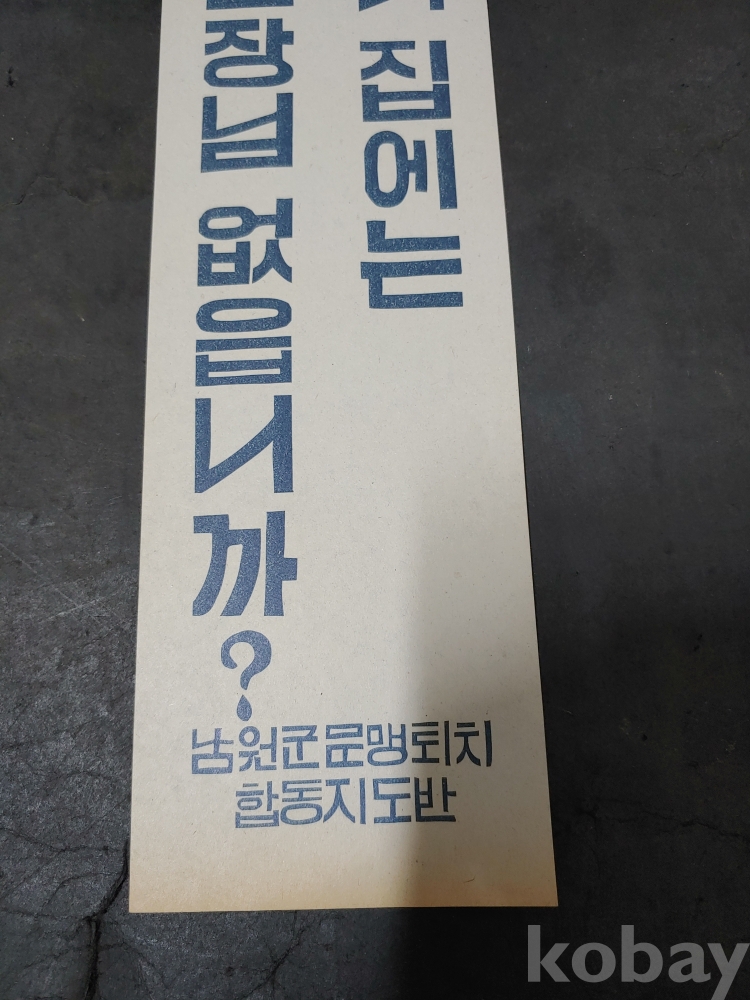 집에는
장님 없읍니까?
남원군문맹퇴치
합동지도반
kobay